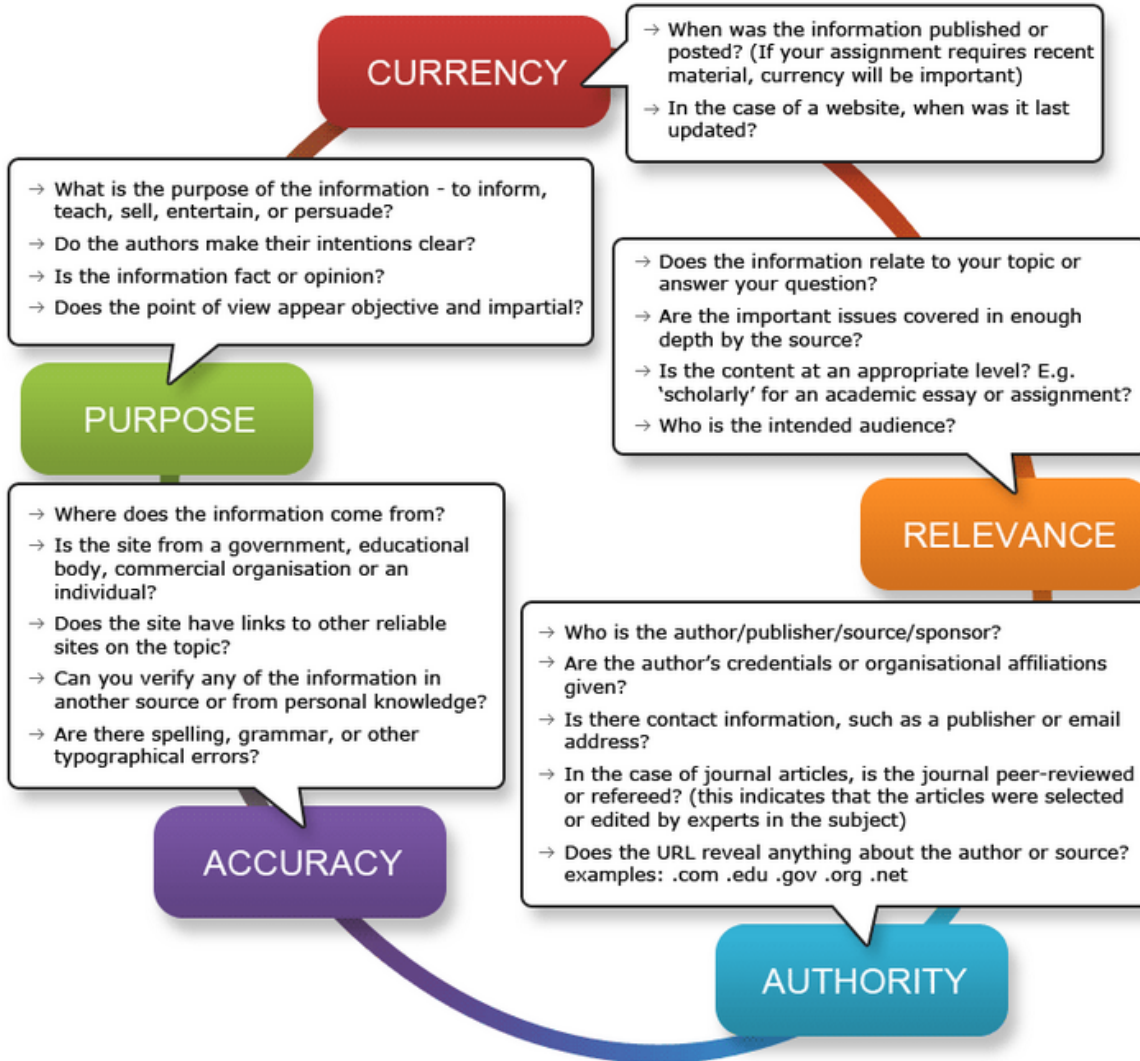 CURRENCY
→ When was the information published or
posted? (If your assignment requires recent
material, currency will be important)
→ In the case of a website, when was it last
updated?
→ What is the purpose of the information - to inform,
teach, sell, entertain, or persuade?
→ Do the authors make their intentions clear?
→ Is the information fact or opinion?
→ Does the point of view appear objective and impartial?
PURPOSE
→ Does the information relate to your topic or
answer your question?
→ Are the important issues covered in enough
depth by the source?
→ Is the content at an appropriate level? E.g.
‘scholarly’ for an academic essay or assignment?
→ Who is the intended audience?
RELEVANCE
→ Where does the information come from?
→ Is the site from a government, educational
body, commercial organisation or an
individual?
→ Does the site have links to other reliable
sites on the topic?
→ Can you verify any of the information in
another source or from personal knowledge?
→ Are there spelling, grammar, or other
typographical errors?
ACCURACY
→ Who is the author/publisher/source/sponsor?
→ Are the author’s credentials or organisational affiliations
given?
→ Is there contact information, such as a publisher or email
address?
→ In the case of journal articles, is the journal peer-reviewed
or refereed? (this indicates that the articles were selected
or edited by experts in the subject)
→ Does the URL reveal anything about the author or source?
examples: .com .edu .gov .org .net
AUTHORITY